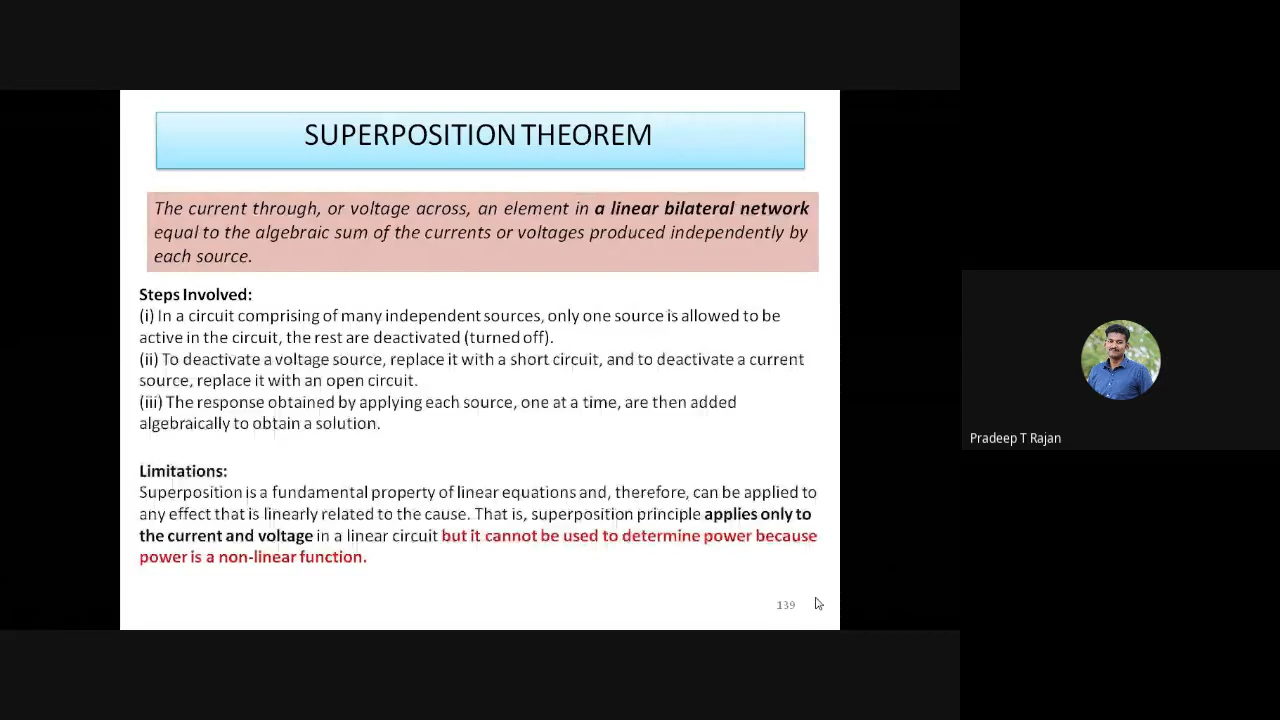 SUPERPOSITION THEOREM
The current through, or voltage across, an element in a linear bilateral network
equal to the algebraic sum of the currents or voltages produced independently by
each source.
Steps Involved:
(i) In a circuit comprising of many independent sources, only one source is allowed to be
active in the circuit, the rest are deactivated (turned off).
(ii) To deactivate a voltage source, replace it with a short circuit, and to deactivate a current
source, replace it with an open circuit.
(iii) The response obtained by applying each source, one at a time, are then added
algebraically to obtain a solution.
Limitations:
Superposition is a fundamental property of linear equations and, therefore, can be applied to
any effect that is linearly related to the cause. That is, superposition principle applies only to
the current and voltage in a linear circuit but it cannot be used to determine power because
power is a non-linear function.
139
Pradeep T Rajan